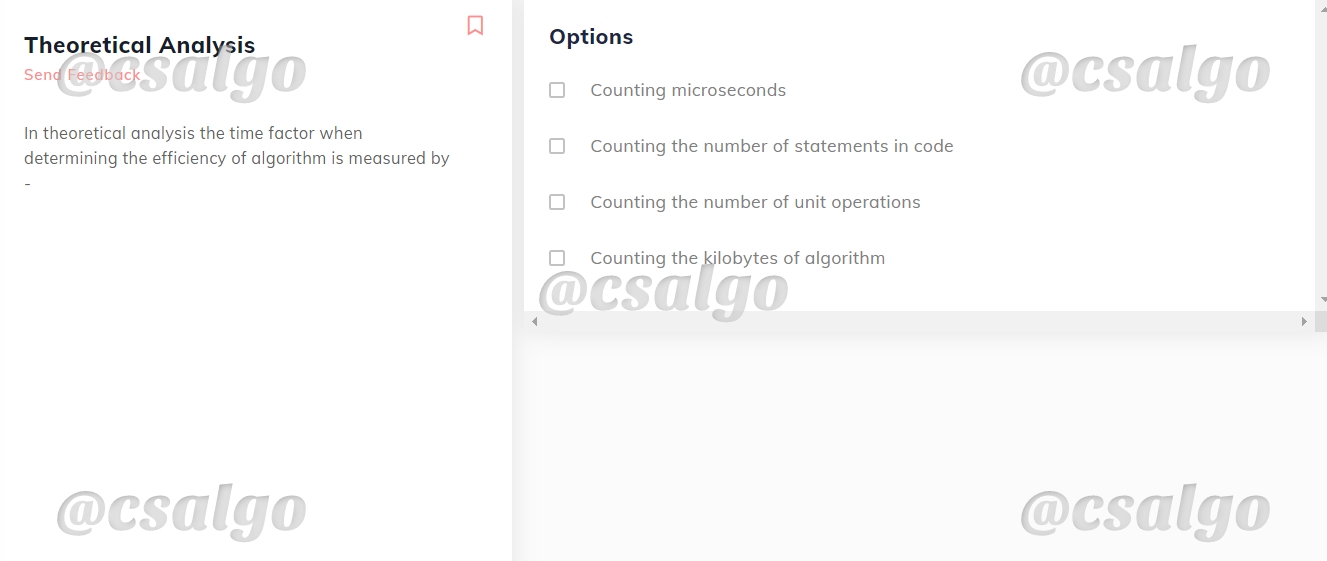 Theoretical Analysis
Send Feedback
In theoretical analysis the time factor when
determining the efficiency of algorithm is measured by
-
Options
Counting microseconds
Counting the number of statements in code
Counting the number of unit operations
Counting the kilobytes of algorithm
@csalgo
@csalgo
@csalgo
@csalgo
@csalgo